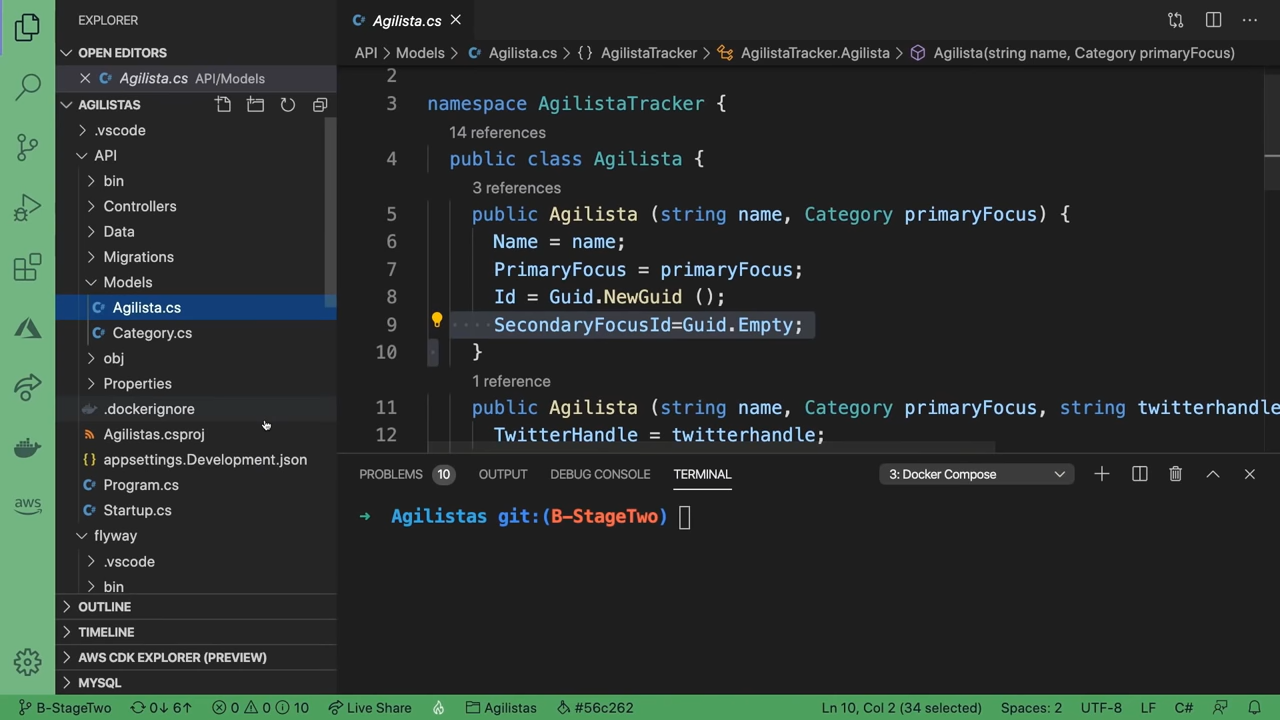 EXPLORER
OPEN EDITORS
Agilista.cs API/Models
AGILISTAS
.vscode
API
bin
Controllers
Data
Migrations
Models
Agilista.cs
Category.cs
obj
Properties
.dockerignore
Agilistas.csproj
appsettings.Development.json
Program.cs
Startup.cs
flyway
.vscode
bin
OUTLINE
TIMELINE
AWS CDK EXPLORER (PREVIEW)
MYSQL
aws
Agilista.cs
API > Models > Agilista.cs > {} AgilistaTracker > AgilistaTracker.Agilista > Agilista(string name, Category primaryFocus)
2
3 namespace AgilistaTracker {
14 references
4 public class Agilista {
3 references
5 public Agilista (string name, Category primaryFocus) {
6 Name = name;
7 PrimaryFocus = primaryFocus;
8 Id = Guid.NewGuid ();
9 ···· SecondaryFocusId=Guid.Empty;
10 }
1 reference
11 public Agilista (string name, Category primaryFocus, string twitterhandle
12 TwitterHandle = twitterhandle;
PROBLEMS 10 OUTPUT DEBUG CONSOLE TERMINAL 3: Docker Compose
→ Agilistas git:(B-StageTwo)
B-StageTwo 0↓ 6↑ 0 0 10 Live Share Agilistas #56c262 Ln 10, Col 2 (34 selected) Spaces: 2 UTF-8 LF C#